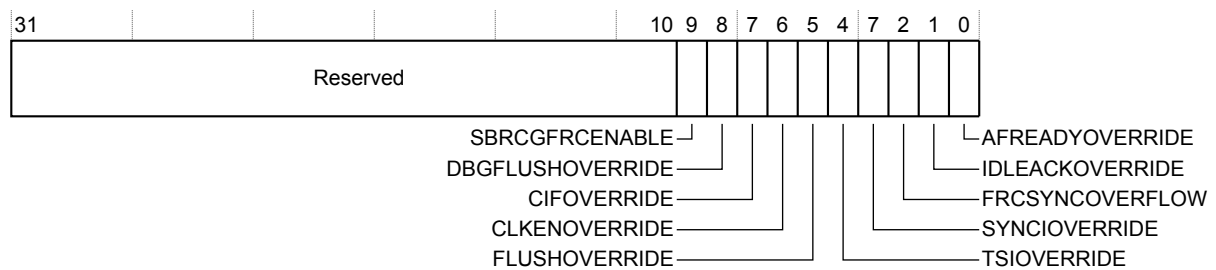 31 10 9 8 7 6 5 4 7 2 1 0
Reserved
SBRCGFRCENABLE AFREADYOVERRIDE
DBGFLUSHOVERRIDE IDLEACKOVERRIDE
CIFOVERRIDE FRCSYNCOVERFLOW
CLKENOVERRIDE SYNCIOVERRIDE
FLUSHOVERRIDE TSIOVERRIDE